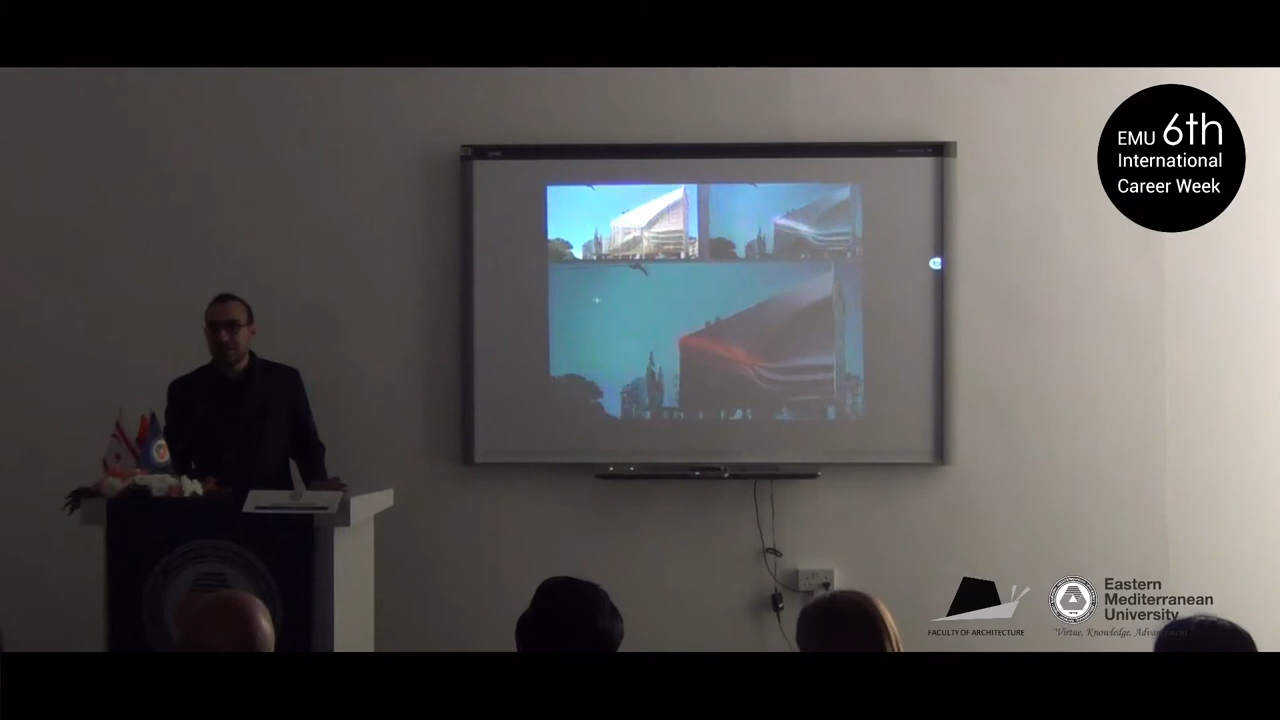 EMU 6th
International
Career Week
FACULTY OF ARCHITECTURE
Eastern
Mediterranean
University
"Virtue, Knowledge, Advancement"